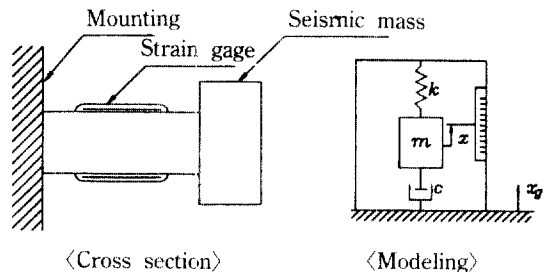 Mounting
Seismic mass
Strain gage
k
m
x
c
x_g
〈Cross section〉
〈Modeling〉